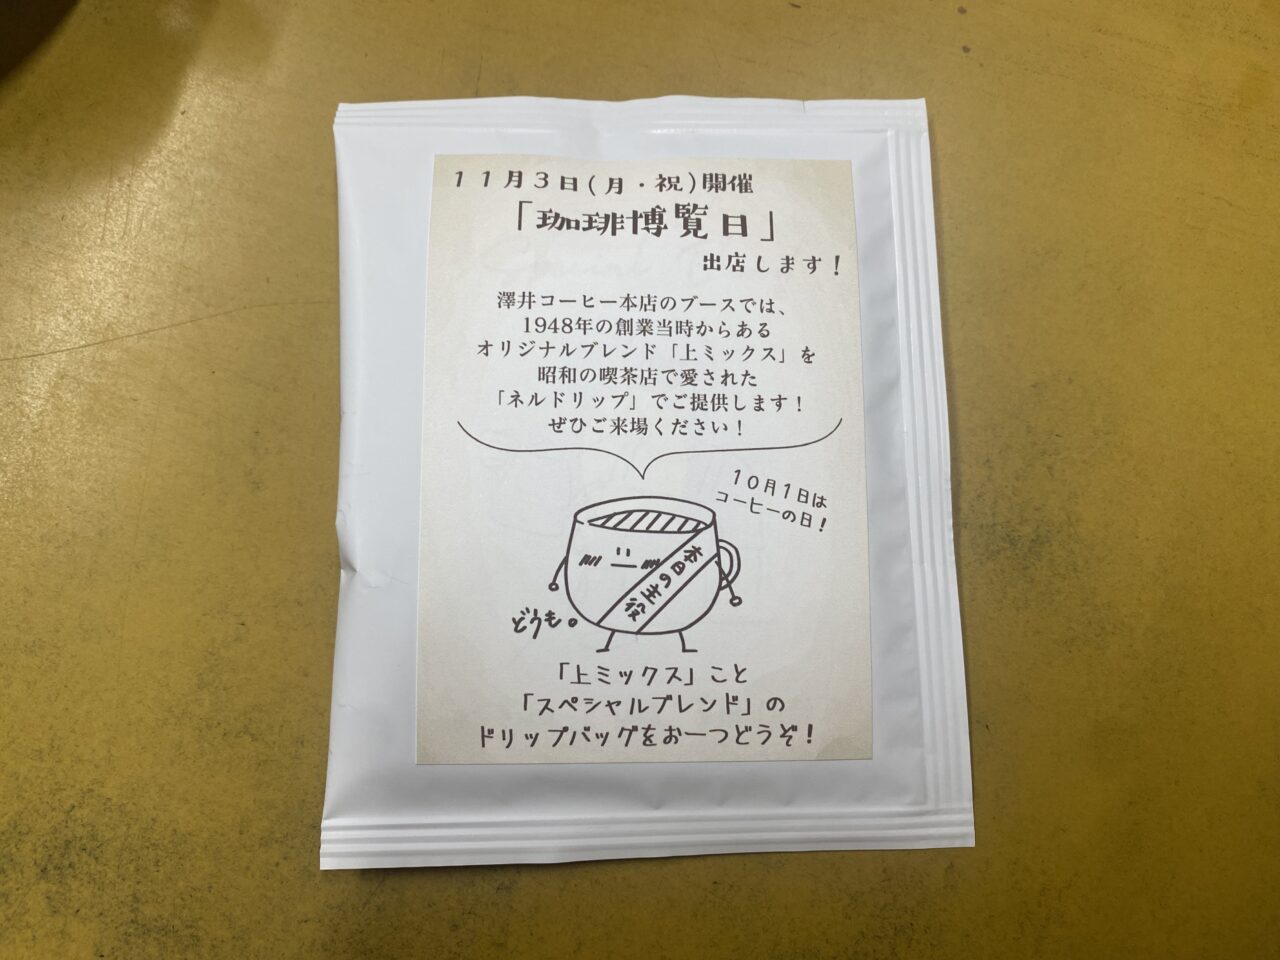 11月3日(月・祝)開催
「珈琲博覧日」
出店します！
澤井コーヒー本店のブースでは、
1948年の創業当時からある
オリジナルブレンド「上ミックス」を
昭和の喫茶店で愛された
「ネルドリップ」でご提供します！
ぜひご来場ください！
10月1日は
コーヒーの日！
本日の主役
どうも。
「上ミックス」こと
「スペシャルブレンド」の
ドリップバッグをお一つどうぞ！